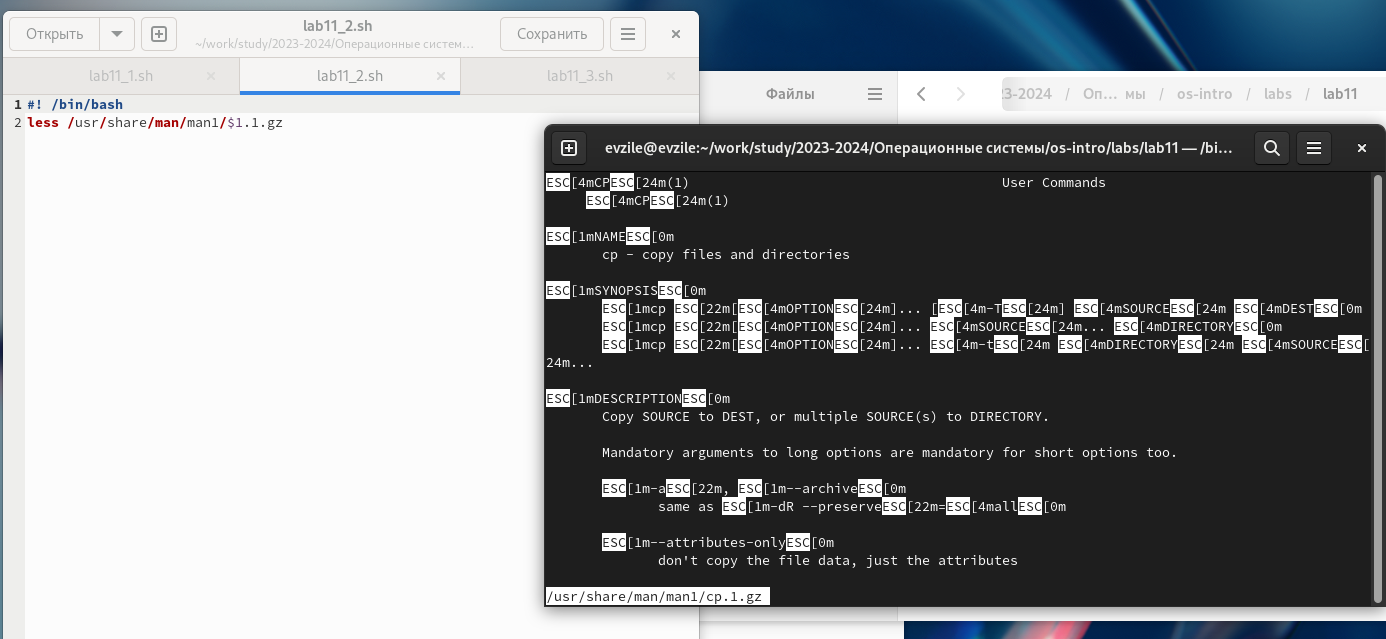 Открыть
lab11_2.sh
~/work/study/2023-2024/Операционные систем…
Сохранить
lab11_1.sh
lab11_2.sh
lab11_3.sh
1 #! /bin/bash
2 less /usr/share/man/man1/$1.1.gz
Файлы
23-2024 / Оп… мы / os-intro / labs / lab11
evzile@evzile:~/work/study/2023-2024/Операционные системы/os-intro/labs/lab11 — /bi…
ESC[4mCPESC[24m(1) User Commands
ESC[4mCPESC[24m(1)
ESC[1mNAMEESC[0m
cp - copy files and directories
ESC[1mSYNOPSISESC[0m
ESC[1mcp ESC[22m[ESC[4mOPTIONESC[24m]... [ESC[4m-TESC[24m] ESC[4mSOURCEESC[24m ESC[4mDESTESC[0m
ESC[1mcp ESC[22m[ESC[4mOPTIONESC[24m]... ESC[4mSOURCEESC[24m... ESC[4mDIRECTORYESC[0m
ESC[1mcp ESC[22m[ESC[4mOPTIONESC[24m]... ESC[4m-tESC[24m ESC[4mDIRECTORYESC[24m ESC[4mSOURCEESC[
24m...
ESC[1mDESCRIPTIONESC[0m
Copy SOURCE to DEST, or multiple SOURCE(s) to DIRECTORY.
Mandatory arguments to long options are mandatory for short options too.
ESC[1m-aESC[22m, ESC[1m--archiveESC[0m
same as ESC[1m-dR --preserveESC[22m=ESC[4mallESC[0m
ESC[1m--attributes-onlyESC[0m
don't copy the file data, just the attributes
/usr/share/man/man1/cp.1.gz